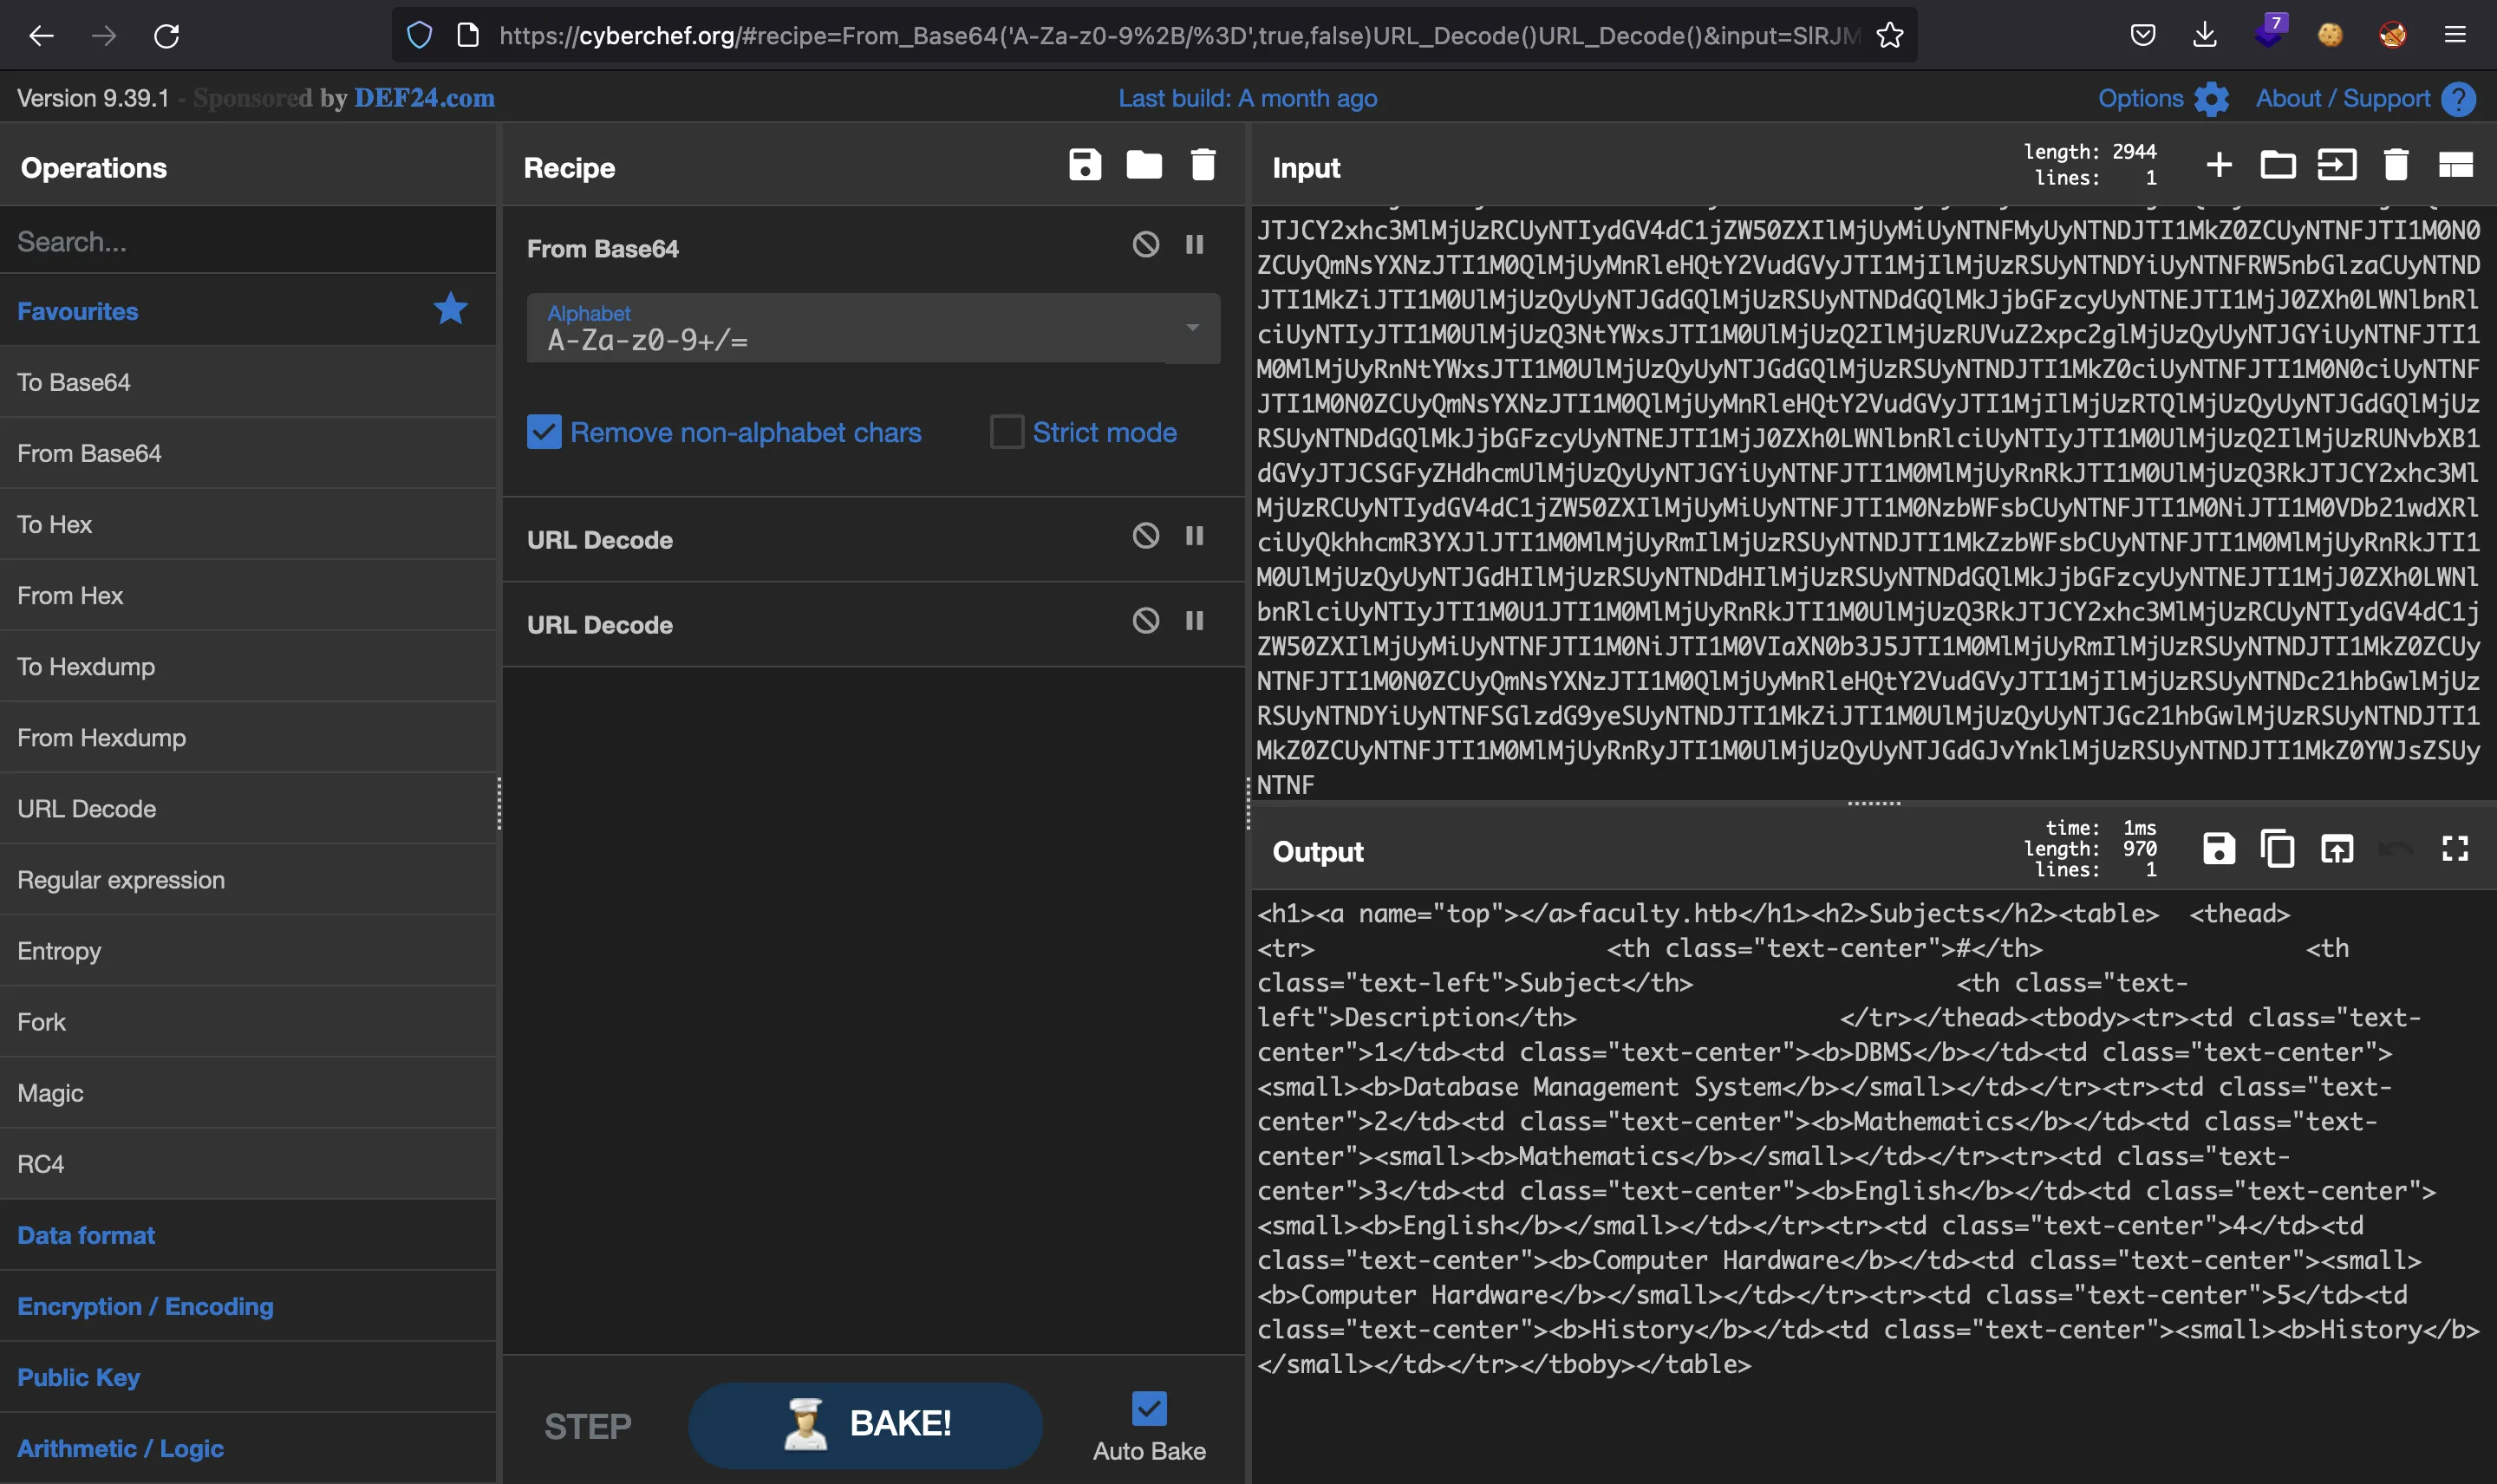 https://cyberchef.org/#recipe=From_Base64('A-Za-z0-9%2B/%3D',true,false)URL_Decode()URL_Decode()&input=SlRJM
7
Version 9.39.1 - Sponsored by DEF24.com
Last build: A month ago
Options
About / Support
Operations
Search...
Favourites
To Base64
From Base64
To Hex
From Hex
To Hexdump
From Hexdump
URL Decode
Regular expression
Entropy
Fork
Magic
RC4
Data format
Encryption / Encoding
Public Key
Arithmetic / Logic
Recipe
From Base64
Alphabet
A-Za-z0-9+/=
Remove non-alphabet chars
Strict mode
URL Decode
URL Decode
STEP
BAKE!
Auto Bake
Input
length: 2944
lines: 1
JTJCY2xhc3MlMjUzRCUyNTIydGV4dC1jZW50ZXIlMjUyMiUyNTNFMyUyNTNDJTI1MkZ0ZCUyNTNFJTI1M0N0
ZCUyQmNsYXNzJTI1M0QlMjUyMnRleHQtY2VudGVyJTI1MjIlMjUzRSUyNTNDYiUyNTNFRW5nbGlzaCUyNTND
JTI1MkZiJTI1M0UlMjUzQyUyNTJGdGQlMjUzRSUyNTNDdGQlMkJjbGFzcyUyNTNEJTI1MjJ0ZXh0LWNlbnRl
ciUyNTIyJTI1M0UlMjUzQ3NtYWxsJTI1M0UlMjUzQ2IlMjUzRUVuZ2xpc2glMjUzQyUyNTJGYiUyNTNFJTI1
M0MlMjUyRnNtYWxsJTI1M0UlMjUzQyUyNTJGdGQlMjUzRSUyNTNDJTI1MkZ0ciUyNTNFJTI1M0N0ciUyNTNF
JTI1M0N0ZCUyQmNsYXNzJTI1M0QlMjUyMnRleHQtY2VudGVyJTI1MjIlMjUzRTQlMjUzQyUyNTJGdGQlMjUz
RSUyNTNDdGQlMkJjbGFzcyUyNTNEJTI1MjJ0ZXh0LWNlbnRlciUyNTIyJTI1M0UlMjUzQ2IlMjUzRUNvbXB1
dGVyJTJCSGFyZHdhcmUlMjUzQyUyNTJGYiUyNTNFJTI1M0MlMjUyRnRkJTI1M0UlMjUzQ3RkJTJCY2xhc3Ml
MjUzRCUyNTIydGV4dC1jZW50ZXIlMjUyMiUyNTNFJTI1M0NzbWFsbCUyNTNFJTI1M0NiJTI1M0VDb21wdXRl
ciUyQkhhcmR3YXJlJTI1M0MlMjUyRmIlMjUzRSUyNTNDJTI1MkZzbWFsbCUyNTNFJTI1M0MlMjUyRnRkJTI1
M0UlMjUzQyUyNTJGdHIlMjUzRSUyNTNDdHIlMjUzRSUyNTNDdGQlMkJjbGFzcyUyNTNEJTI1MjJ0ZXh0LWNl
bnRlciUyNTIyJTI1M0U1JTI1M0MlMjUyRnRkJTI1M0UlMjUzQ3RkJTJCY2xhc3MlMjUzRCUyNTIydGV4dC1j
ZW50ZXIlMjUyMiUyNTNFJTI1M0NiJTI1M0VIaXN0b3J5JTI1M0MlMjUyRmIlMjUzRSUyNTNDJTI1MkZ0ZCUy
NTNFJTI1M0N0ZCUyQmNsYXNzJTI1M0QlMjUyMnRleHQtY2VudGVyJTI1MjIlMjUzRSUyNTNDc21hbGwlMjUz
RSUyNTNDYiUyNTNFSGlzdG9yeSUyNTNDJTI1MkZiJTI1M0UlMjUzQyUyNTJGc21hbGwlMjUzRSUyNTNDJTI1
MkZ0ZCUyNTNFJTI1M0MlMjUyRnRyJTI1M0UlMjUzQyUyNTJGdGJvYnklMjUzRSUyNTNDJTI1MkZ0YWJsZSUy
NTNF
Output
time: 1ms
length: 970
lines: 1
<h1><a name="top"></a>faculty.htb</h1><h2>Subjects</h2><table> <thead>
<tr> <th class="text-center">#</th> <th
class="text-left">Subject</th> <th class="text-
left">Description</th> </tr></thead><tbody><tr><td class="text-
center">1</td><td class="text-center"><b>DBMS</b></td><td class="text-center">
<small><b>Database Management System</b></small></td></tr><tr><td class="text-
center">2</td><td class="text-center"><b>Mathematics</b></td><td class="text-
center"><small><b>Mathematics</b></small></td></tr><tr><td class="text-
center">3</td><td class="text-center"><b>English</b></td><td class="text-center">
<small><b>English</b></small></td></tr><tr><td class="text-center">4</td><td
class="text-center"><b>Computer Hardware</b></td><td class="text-center"><small>
<b>Computer Hardware</b></small></td></tr><tr><td class="text-center">5</td><td
class="text-center"><b>History</b></td><td class="text-center"><small><b>History</b>
</small></td></tr></tboby></table>